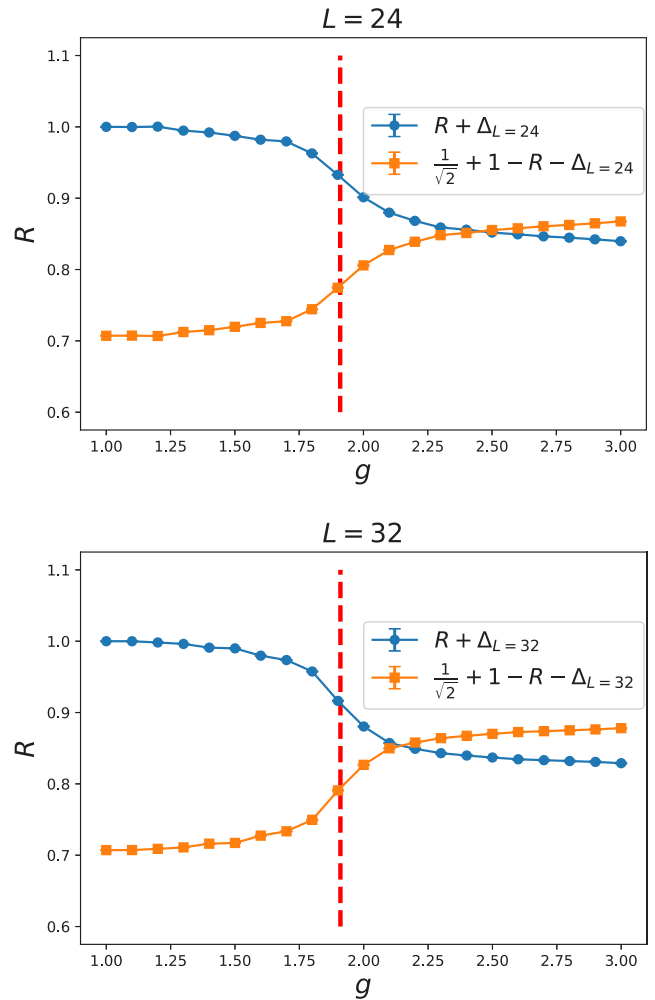 L = 24
1.1
1.0
0.9
0.8
0.7
0.6
R
R + Δ_{L=24}
\frac{1}{\sqrt{2}} + 1 − R − Δ_{L=24}
1.00 1.25 1.50 1.75 2.00 2.25 2.50 2.75 3.00
g
L = 32
1.1
1.0
0.9
0.8
0.7
0.6
R
R + Δ_{L=32}
\frac{1}{\sqrt{2}} + 1 − R − Δ_{L=32}
1.00 1.25 1.50 1.75 2.00 2.25 2.50 2.75 3.00
g